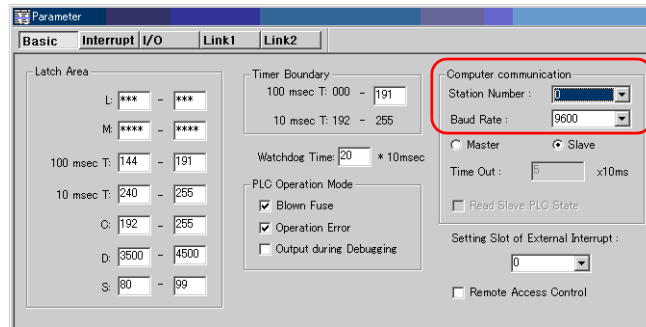 Parameter
Basic Interrupt I/O Link1 Link2
Latch Area
L: *** - ***
M: **** - ****
100 msec T: 144 - 191
10 msec T: 240 - 255
C: 192 - 255
D: 3500 - 4500
S: 80 - 99
Timer Boundary
100 msec T: 000 - 191
10 msec T: 192 - 255
Watchdog Time: 20 * 10msec
PLC Operation Mode
Blown Fuse
Operation Error
Output during Debugging
Computer communication
Station Number : 0
Baud Rate : 9600
Master Slave
Time Out : 5 x10ms
Read Slave PLC State
Setting Slot of External Interrupt :
0
Remote Access Control